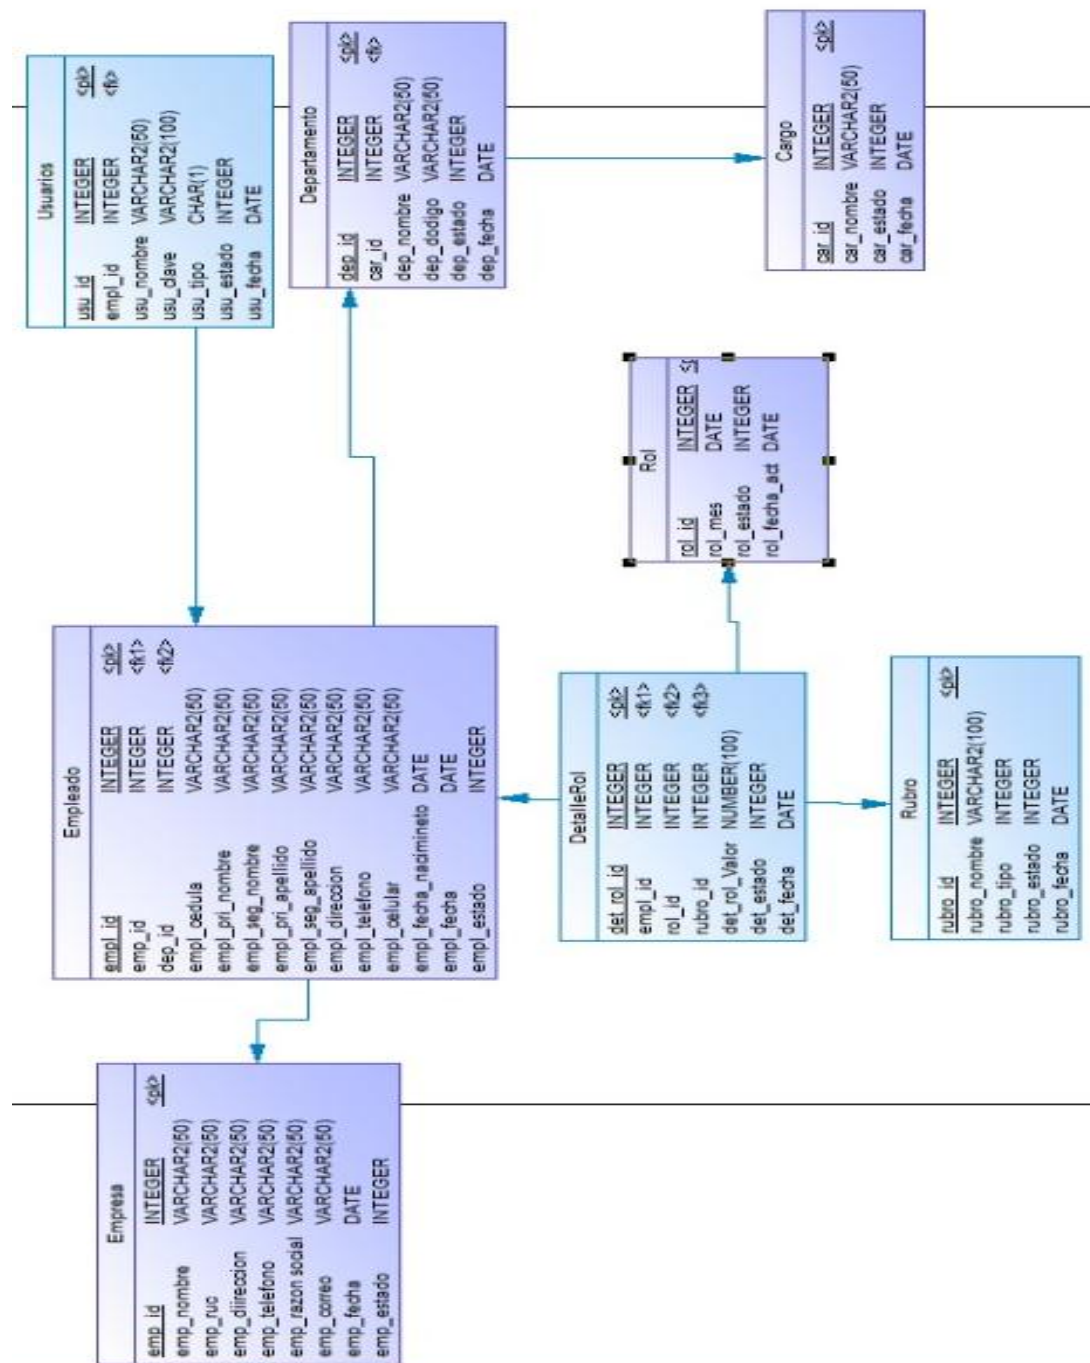 Empresa
emp_id INTEGER <pk>
emp_nombre VARCHAR2(50)
emp_ruc VARCHAR2(50)
emp_diireccion VARCHAR2(50)
emp_telefono VARCHAR2(50)
emp_razon social VARCHAR2(50)
emp_correo VARCHAR2(50)
emp_fecha DATE
emp_estado INTEGER
Empleado
empl_id INTEGER <pk>
emp_id INTEGER <fk1>
dep_id INTEGER <fk2>
empl_cedula VARCHAR2(50)
empl_pri_nombre VARCHAR2(50)
empl_seg_nombre VARCHAR2(50)
empl_pri_apellido VARCHAR2(50)
empl_seg_apellido VARCHAR2(50)
empl_direccion VARCHAR2(50)
empl_telefono VARCHAR2(50)
empl_celular VARCHAR2(50)
empl_fecha_nacimineto DATE
empl_fecha DATE
empl_estado INTEGER
Usuarios
usu_id INTEGER <pk>
empl_id INTEGER <fk>
usu_nombre VARCHAR2(50)
usu_clave VARCHAR2(100)
usu_tipo CHAR(1)
usu_estado INTEGER
usu_fecha DATE
Departamento
dep_id INTEGER <pk>
car_id INTEGER <fk>
dep_nombre VARCHAR2(50)
dep_dodigo VARCHAR2(50)
dep_estado INTEGER
dep_fecha DATE
DetalleRol
det_rol_id INTEGER <pk>
empl_id INTEGER <fk1>
rol_id INTEGER <fk2>
rubro_id INTEGER <fk3>
det_rol_Valor NUMBER(100)
det_estado INTEGER
det_fecha DATE
Rol
rol_id INTEGER
rol_mes DATE
rol_estado INTEGER
rol_fecha_act DATE
Cargo
car_id INTEGER <pk>
car_nombre VARCHAR2(50)
car_estado INTEGER
car_fecha DATE
Rubro
rubro_id INTEGER <pk>
rubro_nombre VARCHAR2(100)
rubro_tipo INTEGER
rubro_estado INTEGER
rubro_fecha DATE